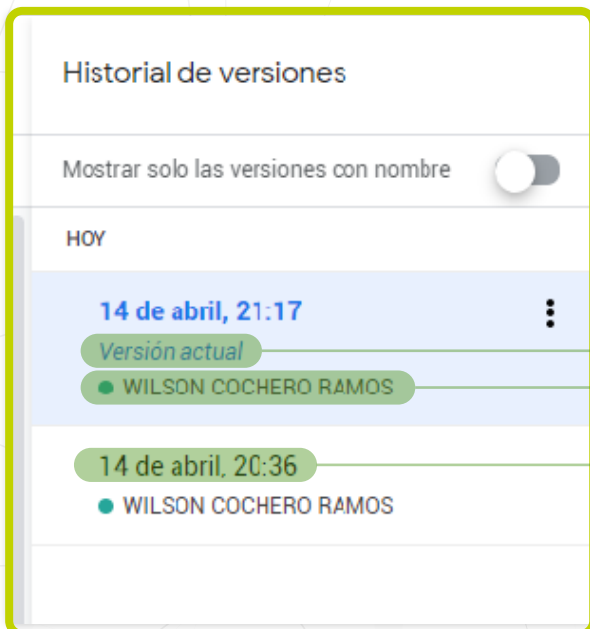 Historial de versiones
Mostrar solo las versiones con nombre
HOY
14 de abril, 21:17
Versión actual
WILSON COCHERO RAMOS
14 de abril, 20:36
WILSON COCHERO RAMOS